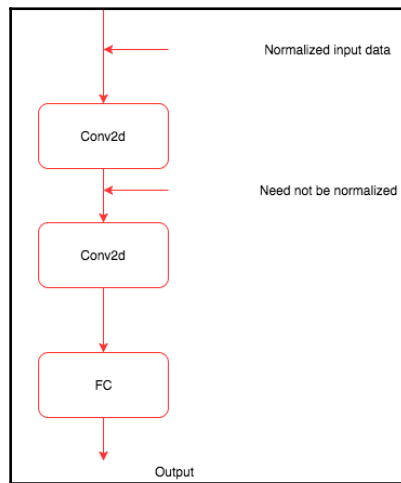 Normalized input data
Conv2d
Need not be normalized
Conv2d
FC
Output